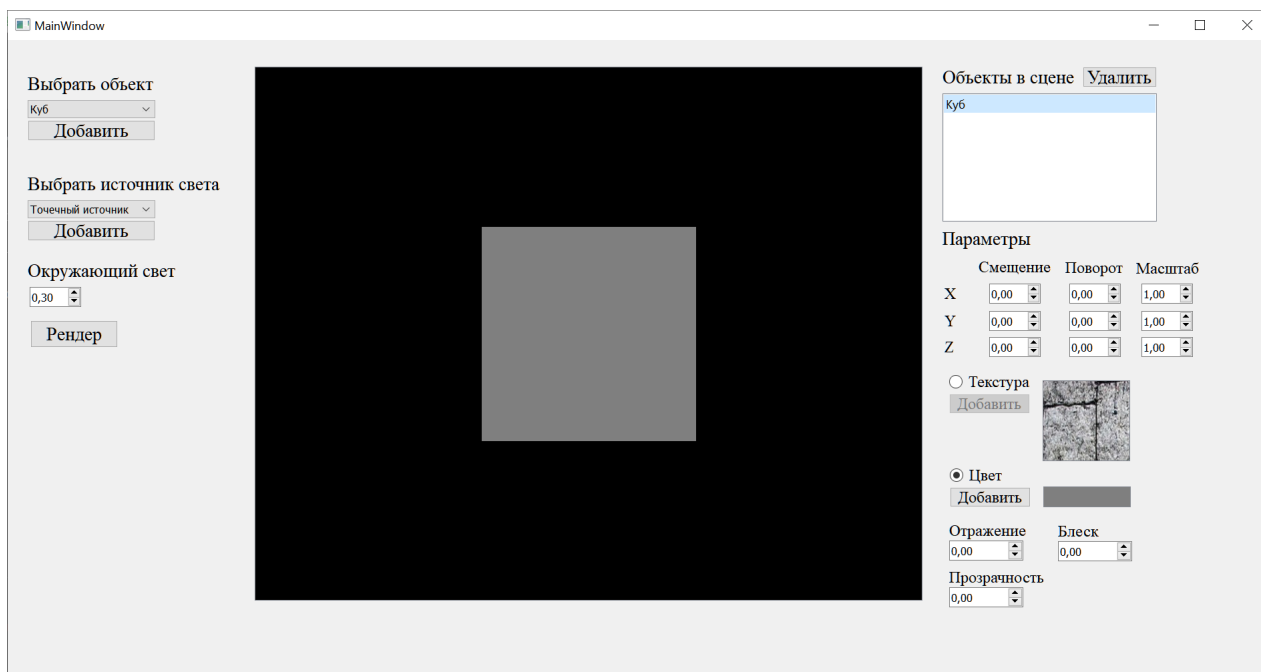 MainWindow
Выбрать объект
Куб
Добавить
Выбрать источник света
Точечный источник
Добавить
Окружающий свет
0,30
Рендер
Объекты в сцене Удалить
Куб
Параметры
Смещение Поворот Масштаб
X 0,00 0,00 1,00
Y 0,00 0,00 1,00
Z 0,00 0,00 1,00
Текстура
Добавить
Цвет
Добавить
Отражение Блеск
0,00 0,00
Прозрачность
0,00